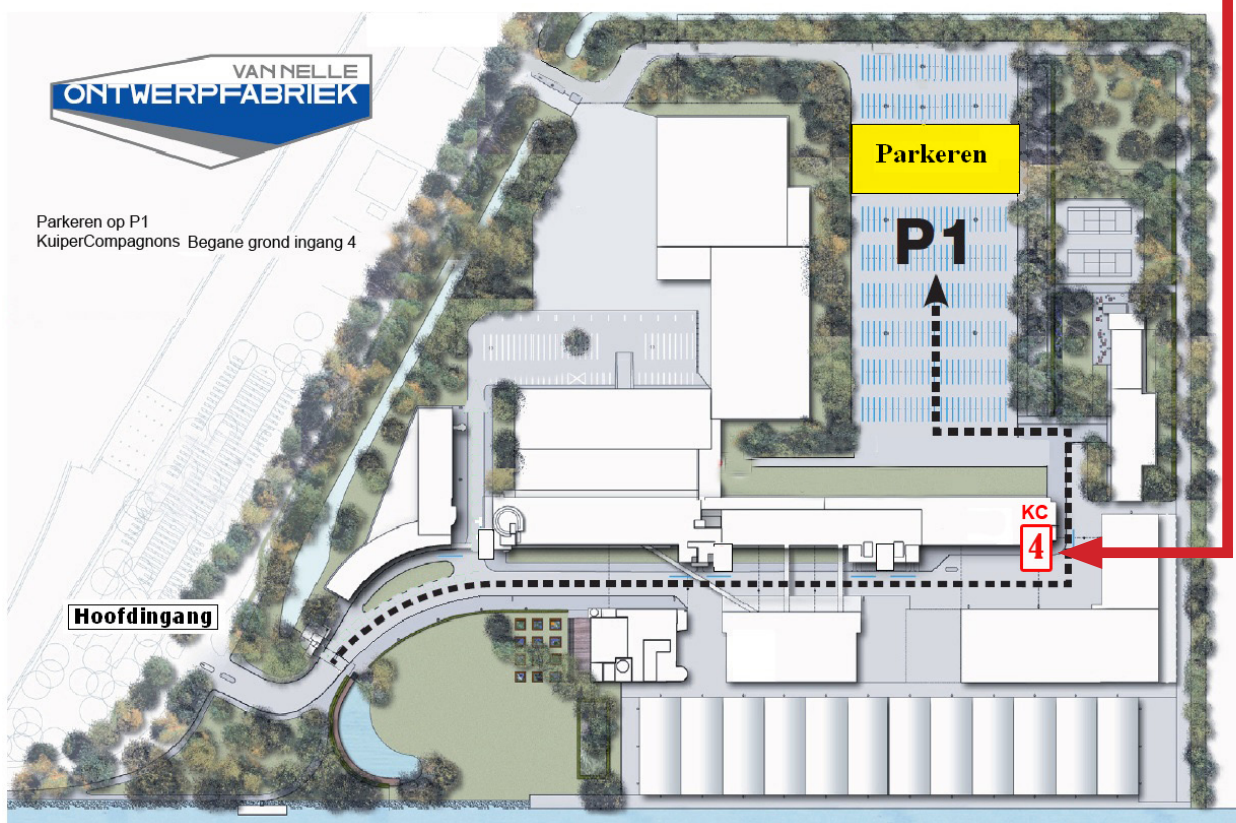 VAN NELLE
ONTWERPFABRIEK
Parkeren
Parkeren op P1
KuiperCompagnons Begane grond ingang 4
P1
KC
4
Hoofdingang